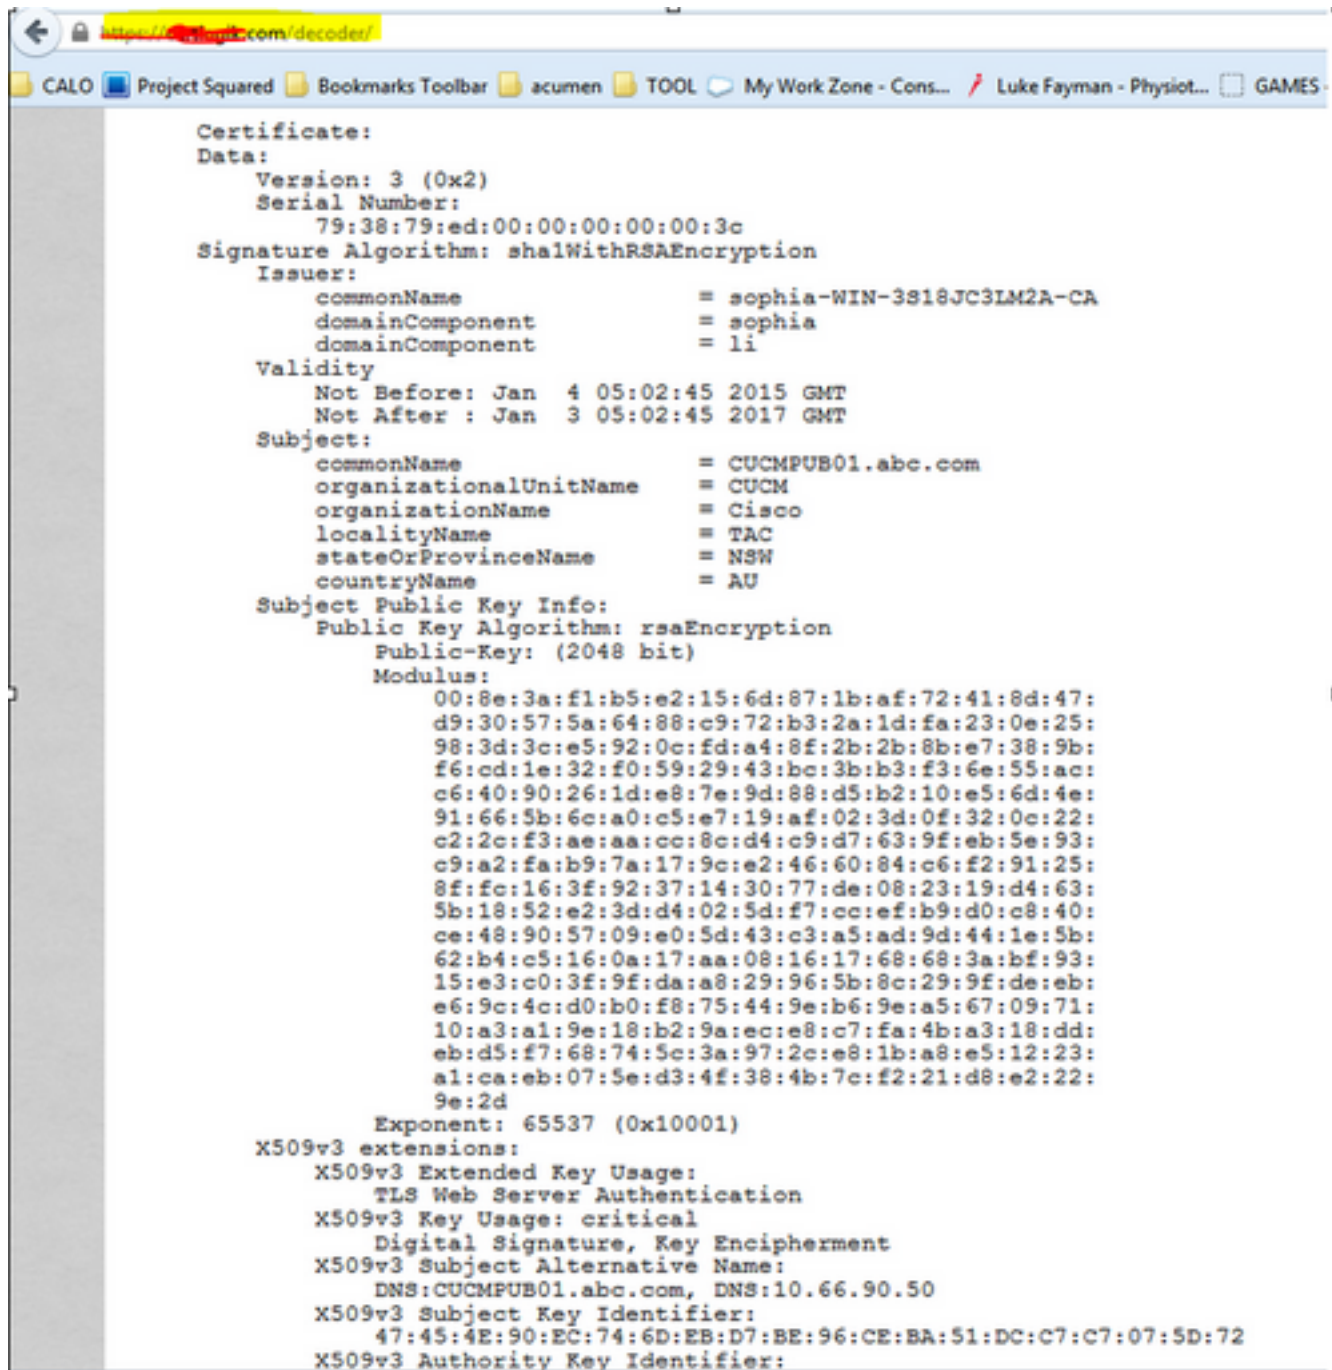 https:// .com/decoder/
CALO Project Squared Bookmarks Toolbar acumen TOOL My Work Zone - Cons... Luke Fayman - Physiot... GAMES
Certificate:
Data:
Version: 3 (0x2)
Serial Number:
79:38:79:ed:00:00:00:00:00:3c
Signature Algorithm: sha1WithRSAEncryption
Issuer:
commonName = sophia-WIN-3S18JC3LM2A-CA
domainComponent = sophia
domainComponent = li
Validity
Not Before: Jan 4 05:02:45 2015 GMT
Not After : Jan 3 05:02:45 2017 GMT
Subject:
commonName = CUCMPUB01.abc.com
organizationalUnitName = CUCM
organizationName = Cisco
localityName = TAC
stateOrProvinceName = NSW
countryName = AU
Subject Public Key Info:
Public Key Algorithm: rsaEncryption
Public-Key: (2048 bit)
Modulus:
00:8e:3a:f1:b5:e2:15:6d:87:1b:af:72:41:8d:47:
d9:30:57:5a:64:88:c9:72:b3:2a:1d:fa:23:0e:25:
98:3d:3c:e5:92:0c:fd:a4:8f:2b:2b:8b:e7:38:9b:
f6:cd:1e:32:f0:59:29:43:bc:3b:b3:f3:6e:55:ac:
c6:40:90:26:1d:e8:7e:9d:88:d5:b2:10:e5:6d:4e:
91:66:5b:6c:a0:c5:e7:19:af:02:3d:0f:32:0c:22:
c2:2c:f3:ae:aa:cc:8c:d4:c9:d7:63:9f:eb:5e:93:
c9:a2:fa:b9:7a:17:9c:e2:46:60:84:c6:f2:91:25:
8f:fc:16:3f:92:37:14:30:77:de:08:23:19:d4:63:
5b:18:52:e2:3d:d4:02:5d:f7:cc:ef:b9:d0:c8:40:
ce:48:90:57:09:e0:5d:43:c3:a5:ad:9d:44:1e:5b:
62:b4:c5:16:0a:17:aa:08:16:17:68:68:3a:bf:93:
15:e3:c0:3f:9f:da:a8:29:96:5b:8c:29:9f:de:eb:
e6:9c:4c:d0:b0:f8:75:44:9e:b6:9e:a5:67:09:71:
10:a3:a1:9e:18:b2:9a:ec:e8:c7:fa:4b:a3:18:dd:
eb:d5:f7:68:74:5c:3a:97:2c:e8:1b:a8:e5:12:23:
a1:ca:eb:07:5e:d3:4f:38:4b:7c:f2:21:d8:e2:22:
9e:2d
Exponent: 65537 (0x10001)
X509v3 extensions:
X509v3 Extended Key Usage:
TLS Web Server Authentication
X509v3 Key Usage: critical
Digital Signature, Key Encipherment
X509v3 Subject Alternative Name:
DNS:CUCMPUB01.abc.com, DNS:10.66.90.50
X509v3 Subject Key Identifier:
47:45:4E:90:EC:74:6D:EB:D7:BE:96:CE:BA:51:DC:C7:C7:07:5D:72
X509v3 Authority Key Identifier: